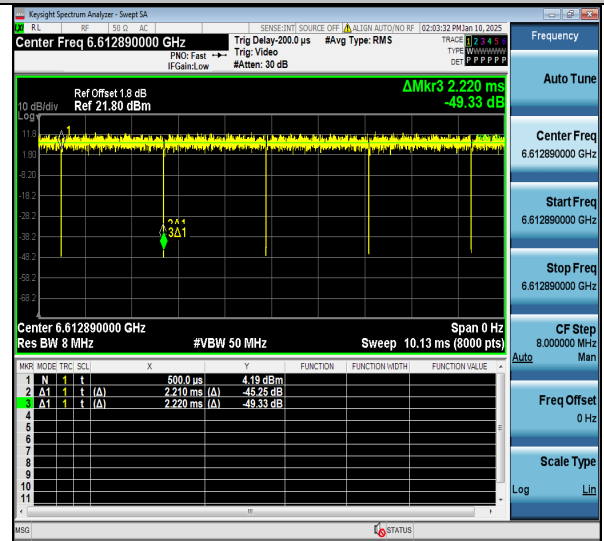 Keysight Spectrum Analyzer - Swept SA
RL RF 50 Ω AC SENSE:INT SOURCE OFF ALIGN AUTO/NO RF 02:03:32 PM Jan 10, 2025
Center Freq 6.612890000 GHz
PNO: Fast
IFGain:Low
Trig Delay-200.0 µs #Avg Type: RMS
Trig: Video
#Atten: 30 dB
TRACE 1 2 3 4 5 6
TYPE WWWWWW
DET P P P P P P
Frequency
Ref Offset 1.8 dB
10 dB/div Ref 21.80 dBm
ΔMkr3 2.220 ms
-49.33 dB
Log
11.8
1.80
-8.20
-18.2
-28.2
-38.2
-48.2
-58.2
-68.2
1
2Δ1
3Δ1
Center 6.612890000 GHz Span 0 Hz
Res BW 8 MHz #VBW 50 MHz Sweep 10.13 ms (8000 pts)
MKR MODE TRC SCL X Y FUNCTION FUNCTION WIDTH FUNCTION VALUE
1 N 1 t 500.0 µs 4.19 dBm
2 Δ1 1 t (Δ) 2.210 ms (Δ) -45.25 dB
3 Δ1 1 t (Δ) 2.220 ms (Δ) -49.33 dB
4
5
6
7
8
9
10
11
MSG STATUS
Auto Tune
Center Freq
6.612890000 GHz
Start Freq
6.612890000 GHz
Stop Freq
6.612890000 GHz
CF Step
8.000000 MHz
Auto Man
Freq Offset
0 Hz
Scale Type
Log Lin